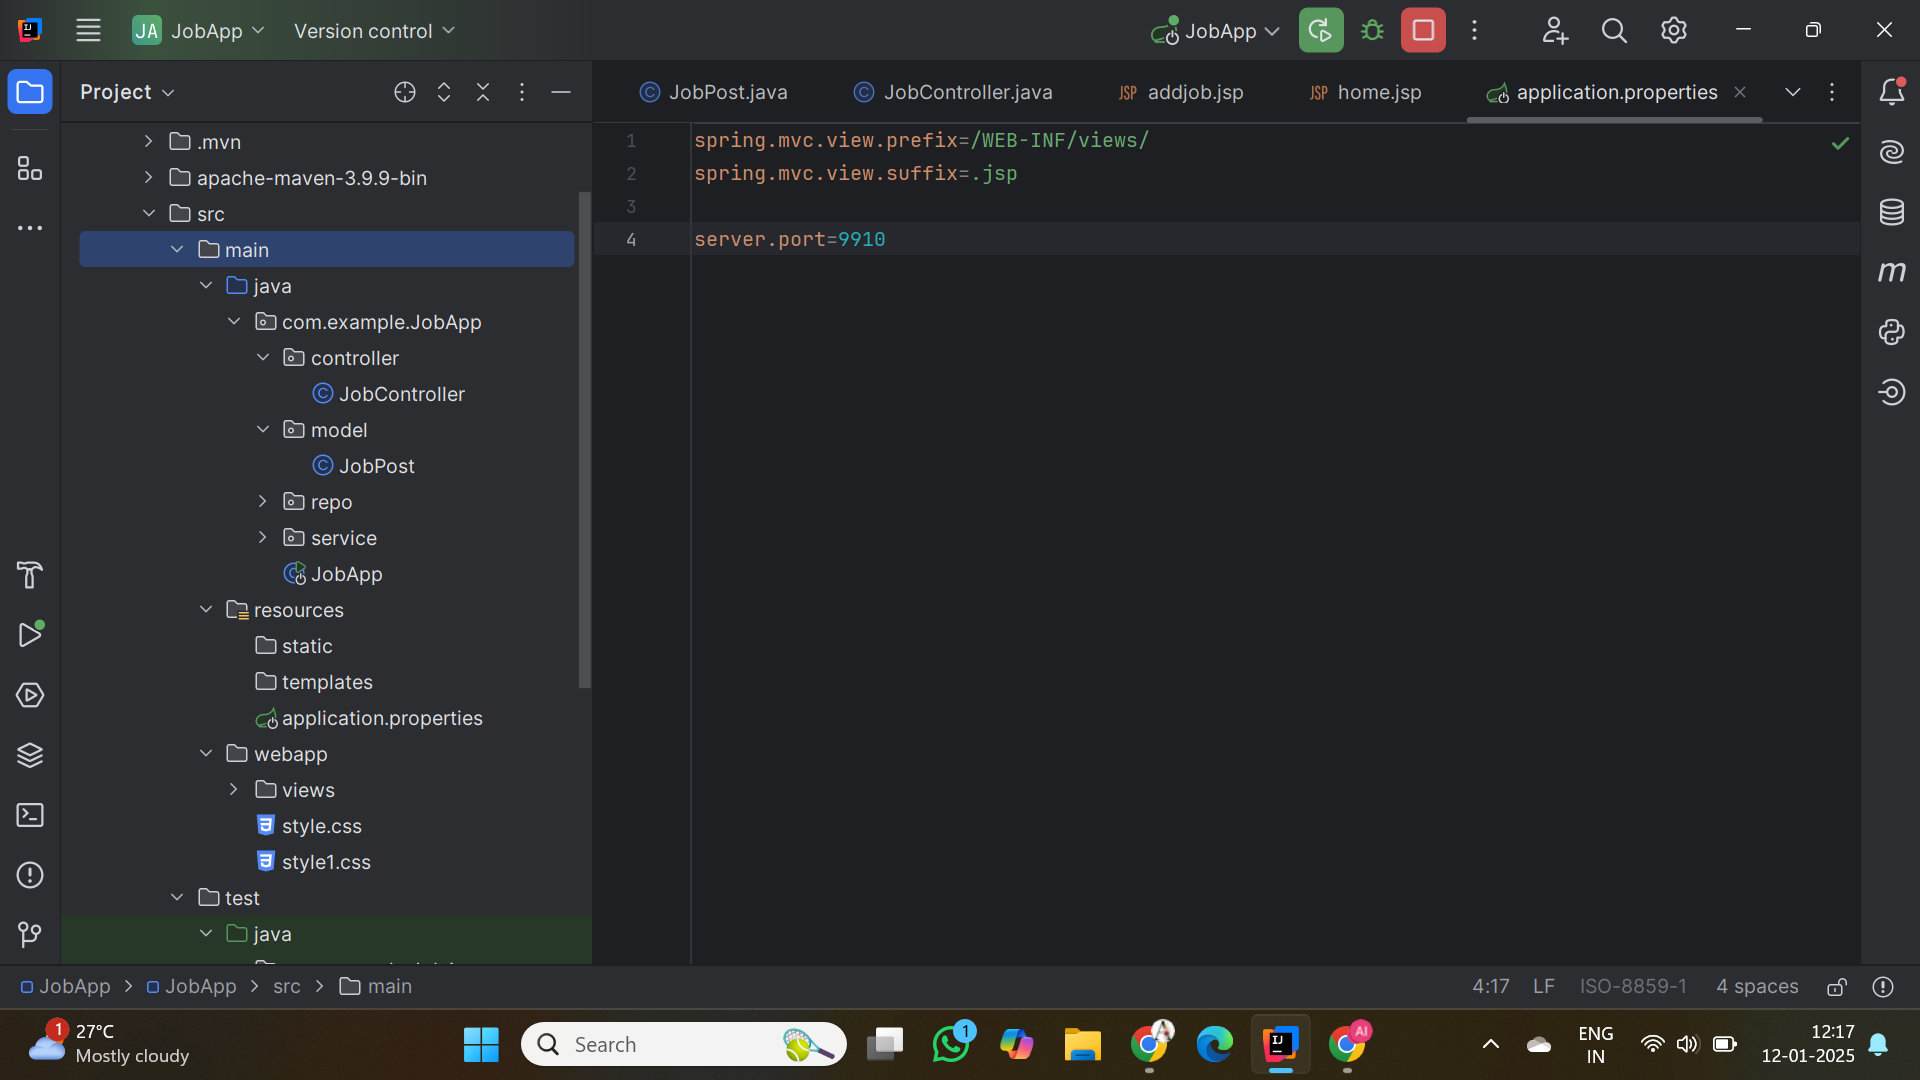 JA JobApp Version control JobApp
Project
JobPost.java JobController.java JSP addjob.jsp JSP home.jsp application.properties
.mvn
apache-maven-3.9.9-bin
src
main
java
com.example.JobApp
controller
JobController
model
JobPost
repo
service
JobApp
resources
static
templates
application.properties
webapp
views
style.css
style1.css
test
java
1 spring.mvc.view.prefix=/WEB-INF/views/
2 spring.mvc.view.suffix=.jsp
3
4 server.port=9910
JobApp > JobApp > src > main 4:17 LF ISO-8859-1 4 spaces
1 27°C
Mostly cloudy
Search
1
AI
ENG
IN
12:17
12-01-2025